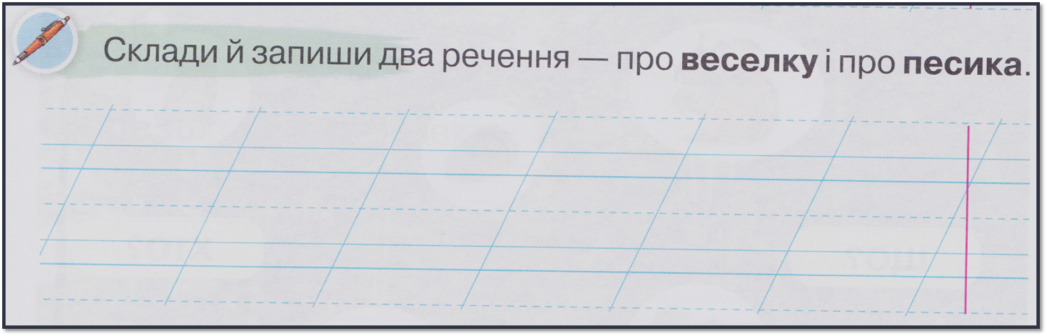 Склади й запиши два речення — про веселку і про песика.